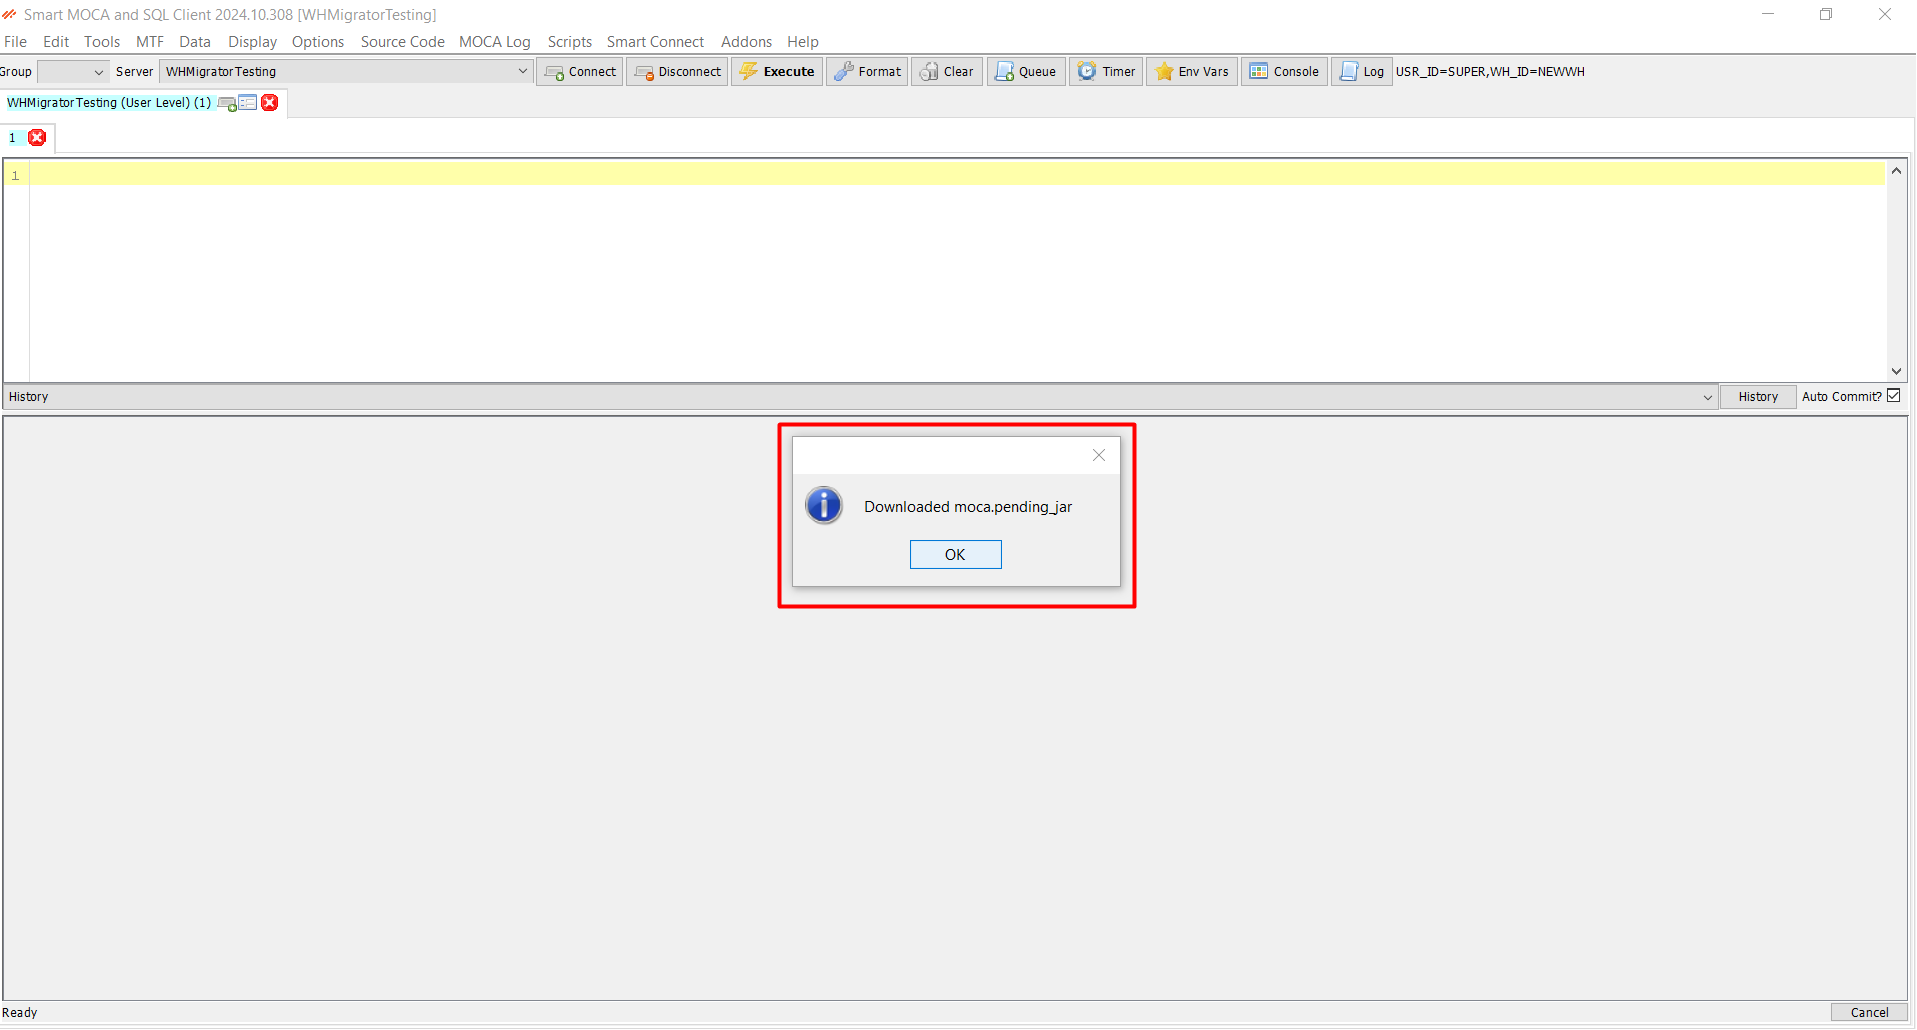 Smart MOCA and SQL Client 2024.10.308 [WHMigratorTesting]
File Edit Tools MTF Data Display Options Source Code MOCA Log Scripts Smart Connect Addons Help
Group Server WHMigratorTesting Connect Disconnect Execute Format Clear Queue Timer Env Vars Console Log USR_ID=SUPER,WH_ID=NEWWH
WHMigratorTesting (User Level) (1)
1
1
History History Auto Commit?
Downloaded moca.pending_jar
OK
Ready Cancel